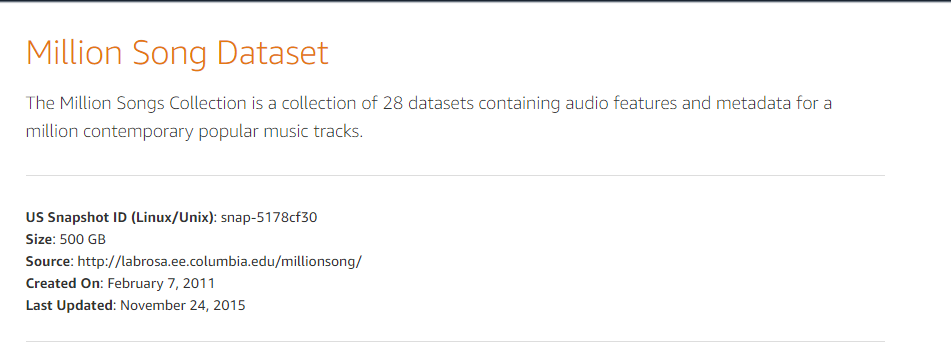 Million Song Dataset
The Million Songs Collection is a collection of 28 datasets containing audio features and metadata for a
million contemporary popular music tracks.
US Snapshot ID (Linux/Unix): snap-5178cf30
Size: 500 GB
Source: http://labrosa.ee.columbia.edu/millionsong/
Created On: February 7, 2011
Last Updated: November 24, 2015